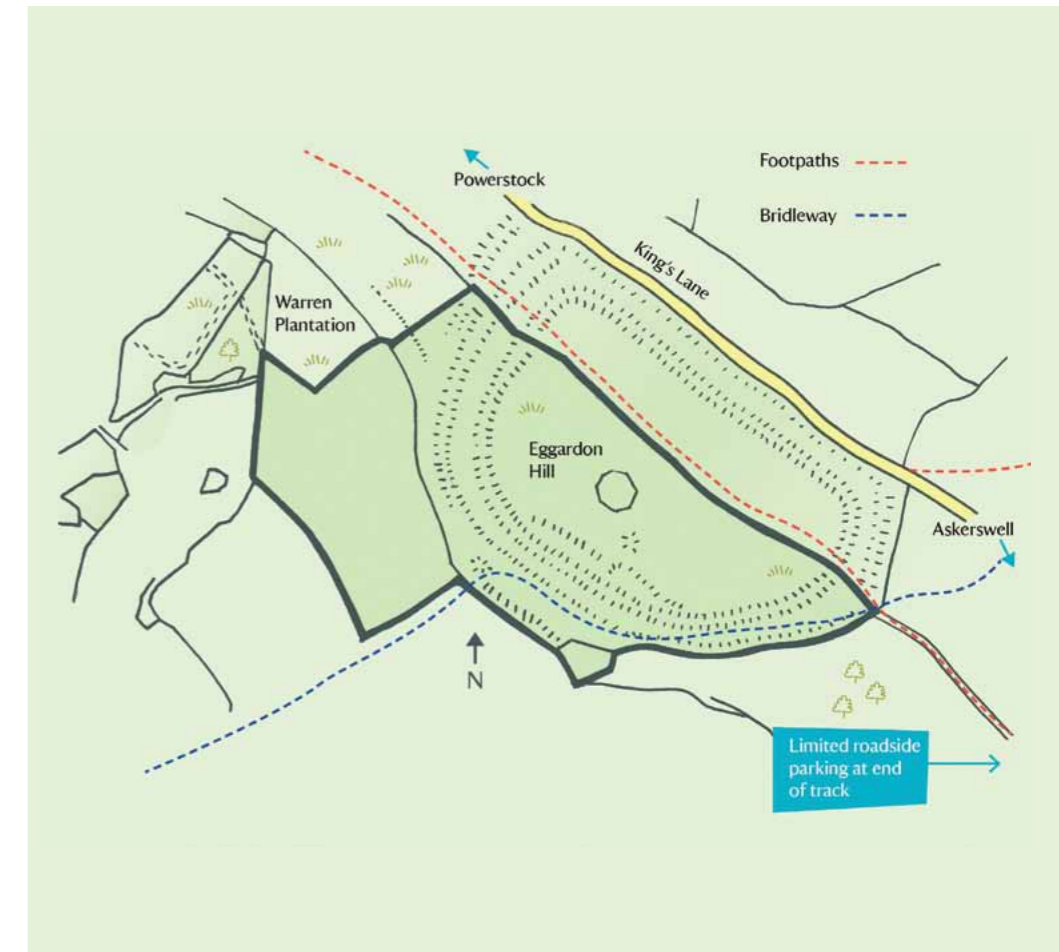 Footpaths
Powerstock
Bridleway
King's Lane
Warren
Plantation
Eggardon
Hill
Askerswell
N
Limited roadside
parking at end
of track